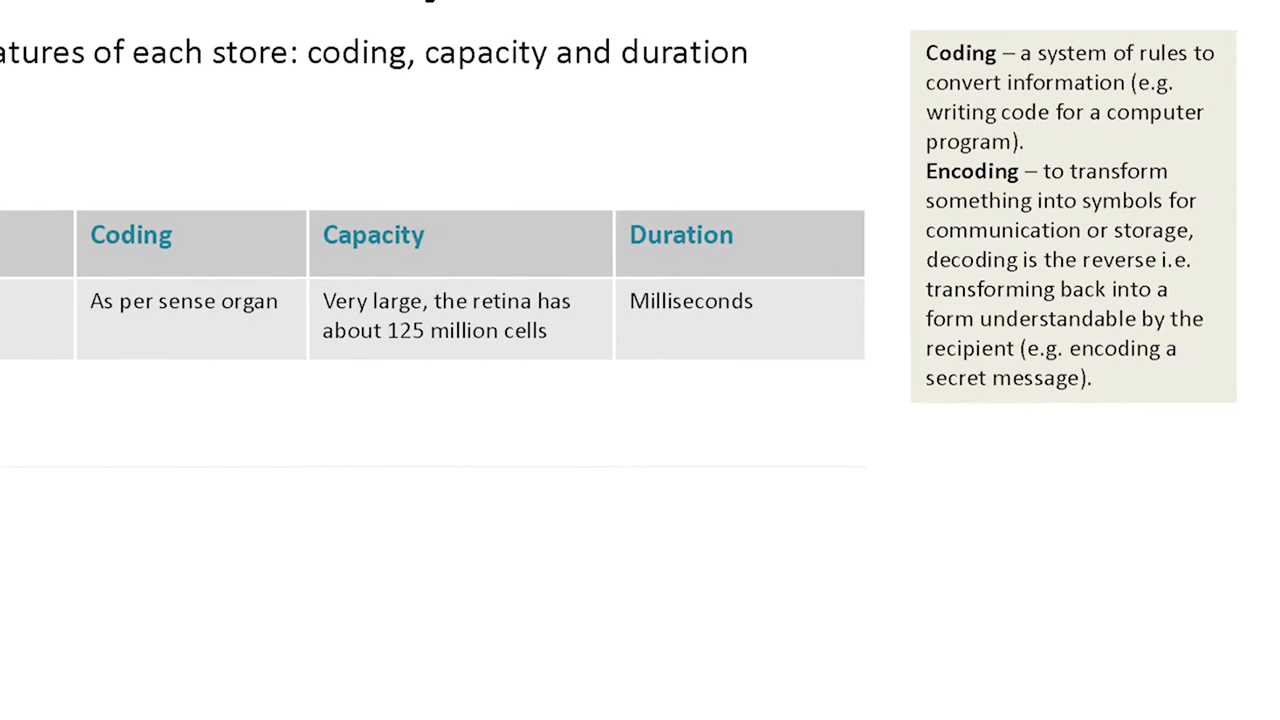 atures of each store: coding, capacity and duration
Coding – a system of rules to
convert information (e.g.
writing code for a computer
program).
Encoding – to transform
something into symbols for
communication or storage,
decoding is the reverse i.e.
transforming back into a
form understandable by the
recipient (e.g. encoding a
secret message).
Coding Capacity Duration
As per sense organ Very large, the retina has Milliseconds
about 125 million cells